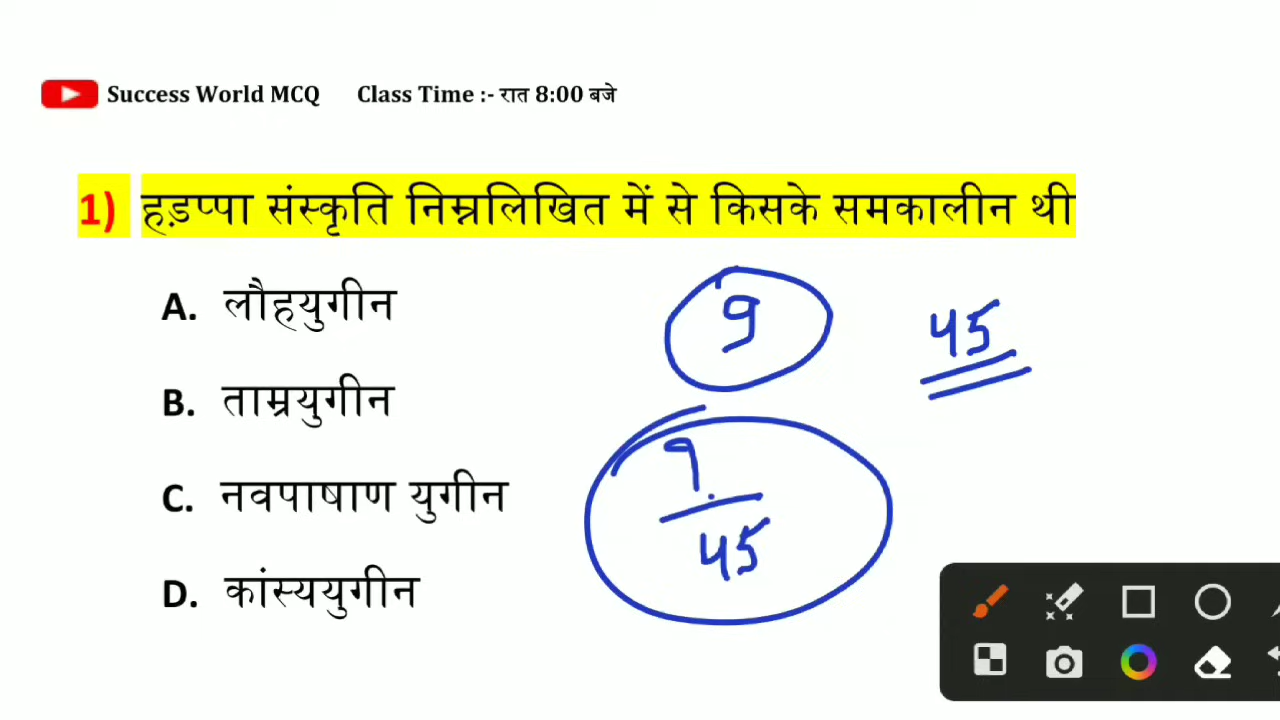 Success World MCQ Class Time :- रात 8:00 बजे
1) हड़प्पा संस्कृति निम्नलिखित में से किसके समकालीन थी
A. लौहयुगीन
B. ताम्रयुगीन
C. नवपाषाण युगीन
D. कांस्ययुगीन
9
45
9
45